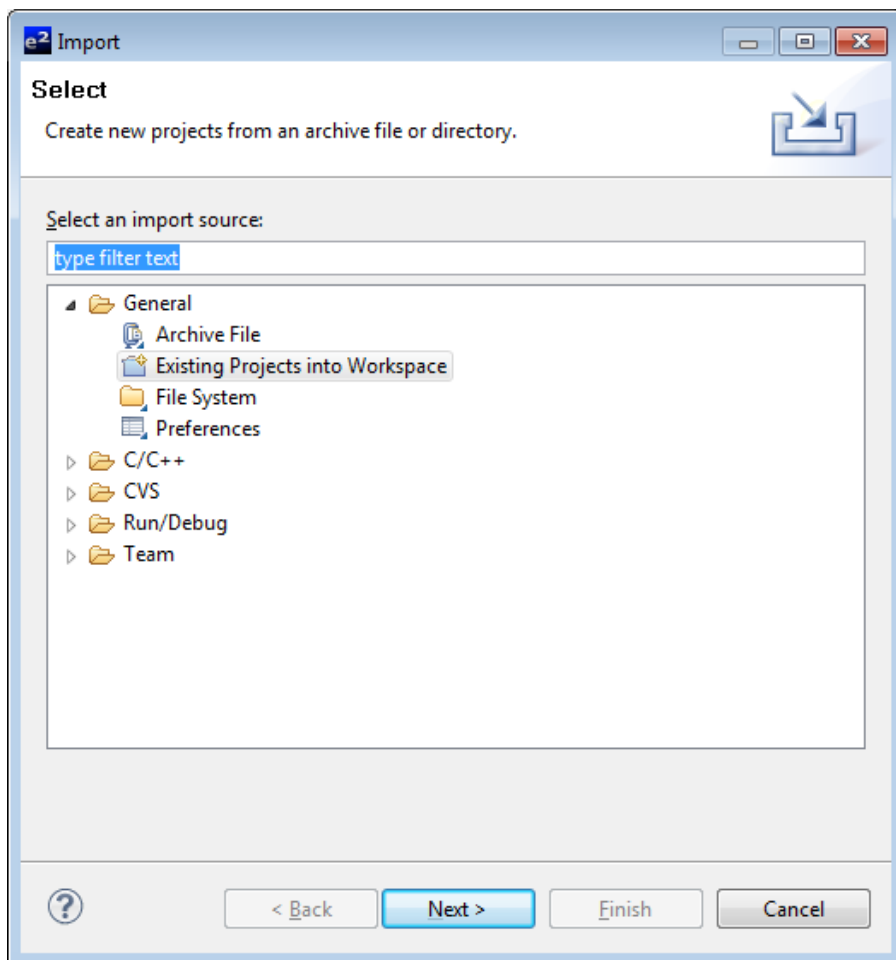 e² Import
Select
Create new projects from an archive file or directory.
Select an import source:
type filter text
General
Archive File
Existing Projects into Workspace
File System
Preferences
C/C++
CVS
Run/Debug
Team
? < Back Next > Finish Cancel